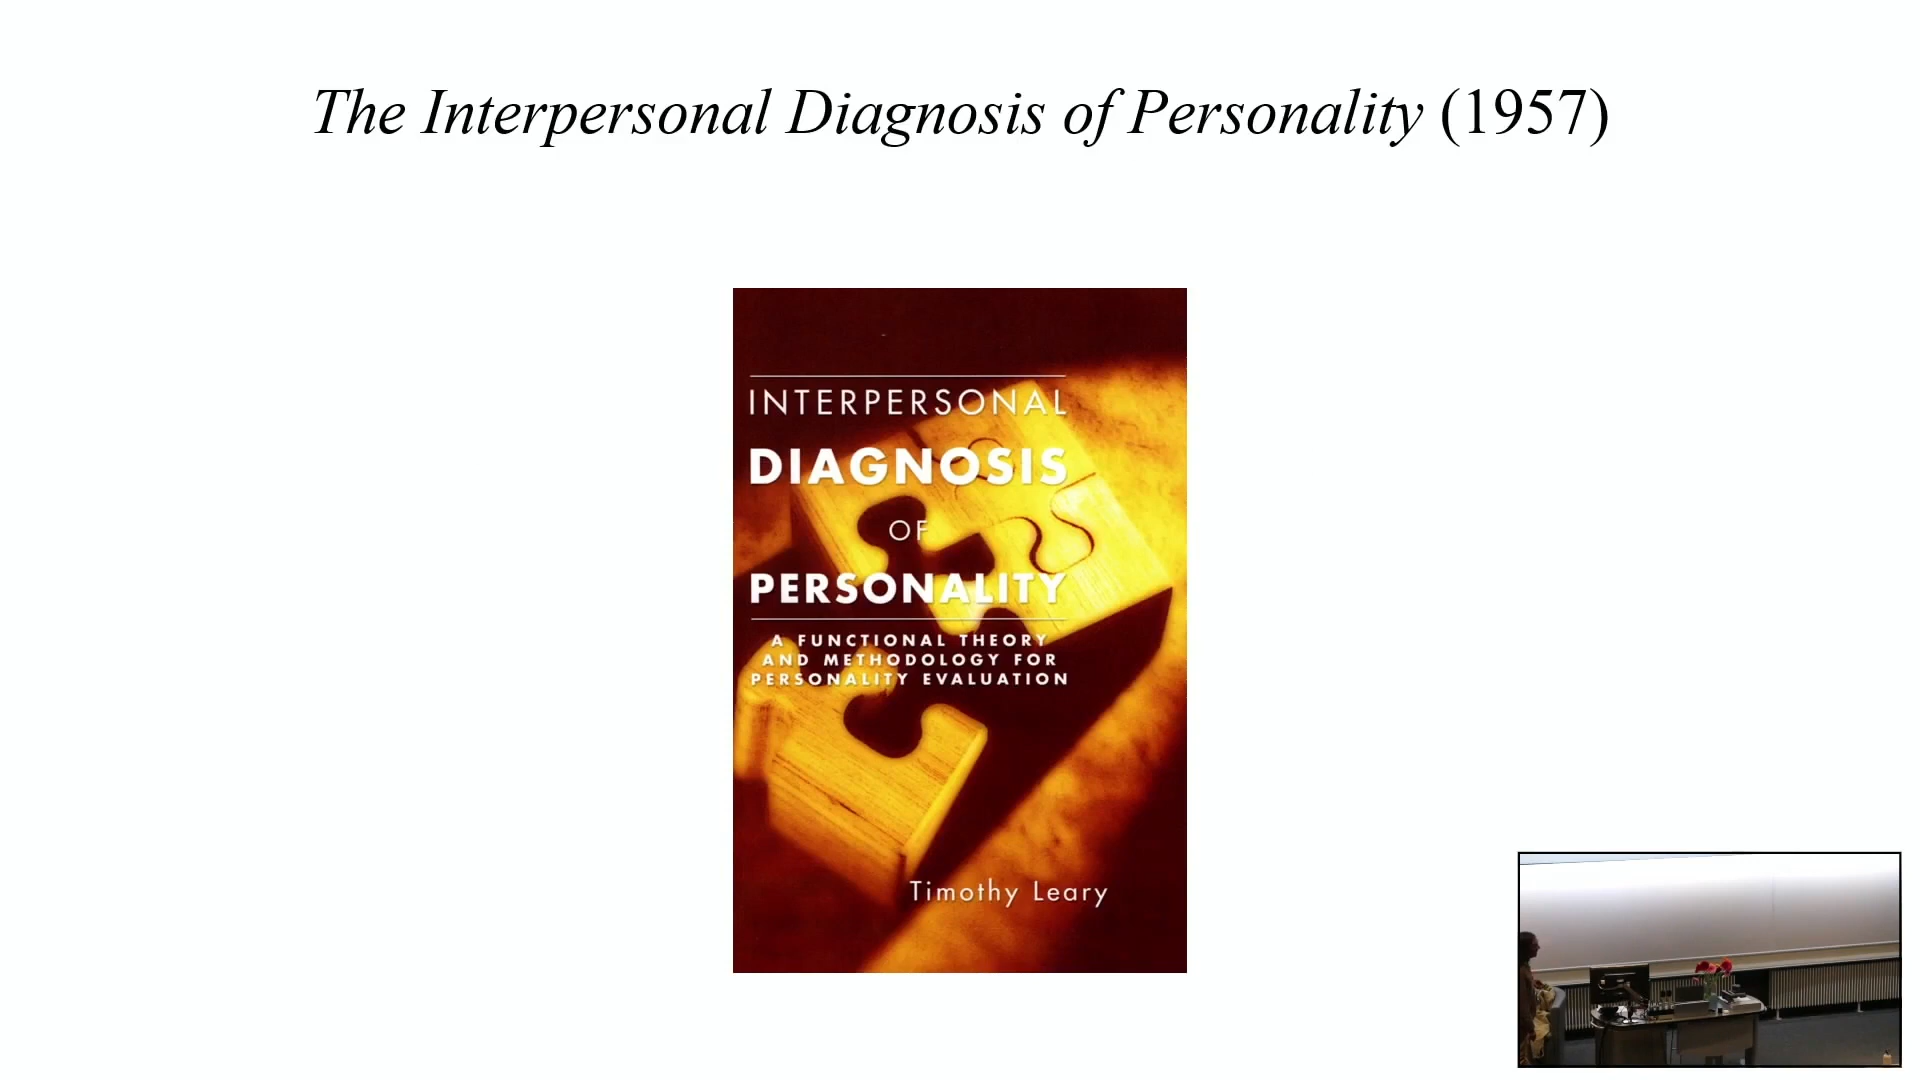 The Interpersonal Diagnosis of Personality (1957)
INTERPERSONAL
DIAGNOSIS
OF
PERSONALITY
A FUNCTIONAL THEORY
AND METHODOLOGY FOR
PERSONALITY EVALUATION
Timothy Leary